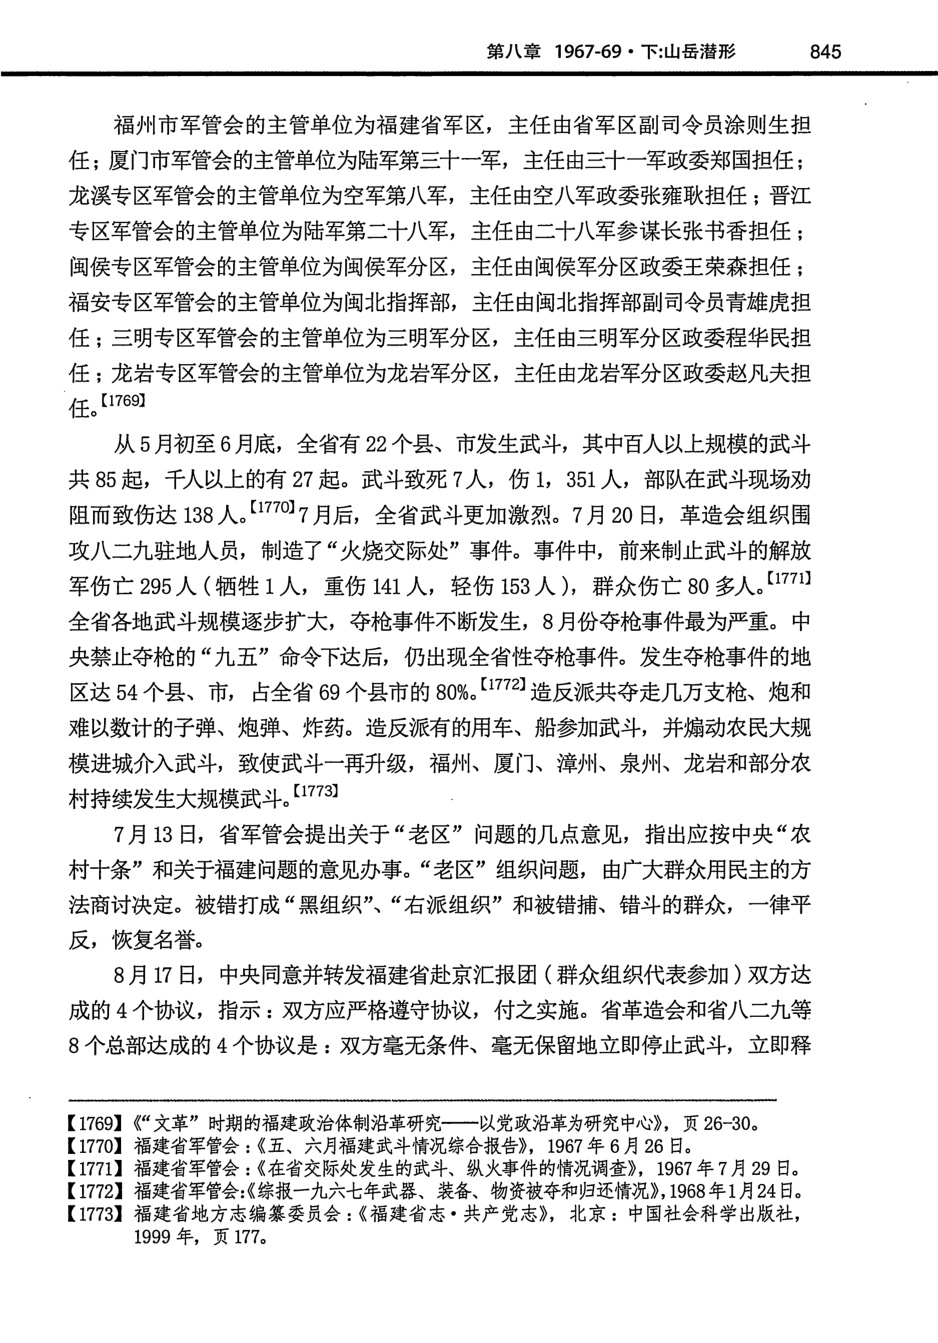 第八章 1967-69·下:山岳潜形 845
福州市军管会的主管单位为福建省军区，主任由省军区副司令员涂则生担
任；厦门市军管会的主管单位为陆军第三十一军，主任由三十一军政委郑国担任；
龙溪专区军管会的主管单位为空军第八军，主任由空八军政委张雍耿担任；晋江
专区军管会的主管单位为陆军第二十八军，主任由二十八军参谋长张书香担任；
闽侯专区军管会的主管单位为闽侯军分区，主任由闽侯军分区政委王荣森担任；
福安专区军管会的主管单位为闽北指挥部，主任由闽北指挥部副司令员青雄虎担
任；三明专区军管会的主管单位为三明军分区，主任由三明军分区政委程华民担
任；龙岩专区军管会的主管单位为龙岩军分区，主任由龙岩军分区政委赵凡夫担
任。【1769】
从5月初至6月底，全省有22个县、市发生武斗，其中百人以上规模的武斗
共85起，千人以上的有27起。武斗致死7人，伤1，351人，部队在武斗现场劝
阻而致伤达138人。【1770】7月后，全省武斗更加激烈。7月20日，革造会组织围
攻八二九驻地人员，制造了“火烧交际处”事件。事件中，前来制止武斗的解放
军伤亡295人(牺牲1人，重伤141人，轻伤153人)，群众伤亡80多人。【1771】
全省各地武斗规模逐步扩大，夺枪事件不断发生，8月份夺枪事件最为严重。中
央禁止夺枪的“九五”命令下达后，仍出现全省性夺枪事件。发生夺枪事件的地
区达54个县、市，占全省69个县市的80%。【1772】造反派共夺走几万支枪、炮和
难以数计的子弹、炮弹、炸药。造反派有的用车、船参加武斗，并煽动农民大规
模进城介入武斗，致使武斗一再升级，福州、厦门、漳州、泉州、龙岩和部分农
村持续发生大规模武斗。【1773】
7月13日，省军管会提出关于“老区”问题的几点意见，指出应按中央“农
村十条”和关于福建问题的意见办事。“老区”组织问题，由广大群众用民主的方
法商讨决定。被错打成“黑组织”、“右派组织”和被错捕、错斗的群众，一律平
反，恢复名誉。
8月17日，中央同意并转发福建省赴京汇报团(群众组织代表参加)双方达
成的4个协议，指示：双方应严格遵守协议，付之实施。省革造会和省八二九等
8个总部达成的4个协议是：双方毫无条件、毫无保留地立即停止武斗，立即释
【1769】《“文革”时期的福建政治体制沿革研究——以党政沿革为研究中心》，页26-30。
【1770】福建省军管会：《五、六月福建武斗情况综合报告》，1967年6月26日。
【1771】福建省军管会：《在省交际处发生的武斗、纵火事件的情况调查》，1967年7月29日。
【1772】福建省军管会:《综报一九六七年武器、装备、物资被夺和归还情况》，1968年1月24日。
【1773】福建省地方志编纂委员会：《福建省志·共产党志》，北京：中国社会科学出版社，
1999年，页177。